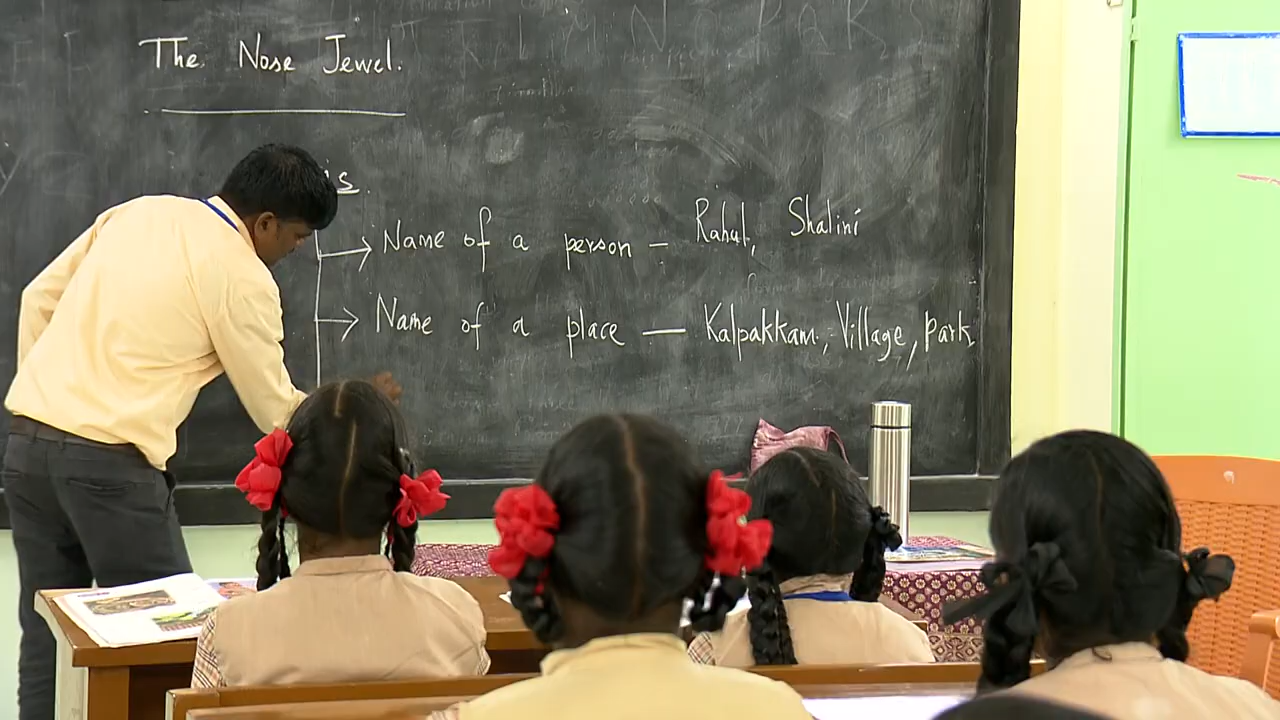 The Nose Jewel.
Name of a person – Rahul, Shalini
Name of a place — Kalpakkam, Village, Park